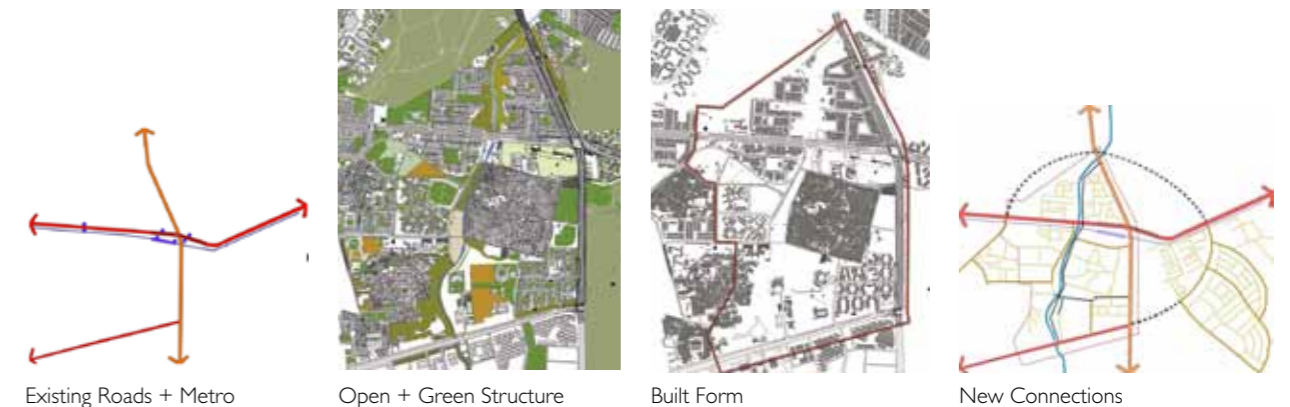 Existing Roads + Metro
Open + Green Structure
Built Form
New Connections